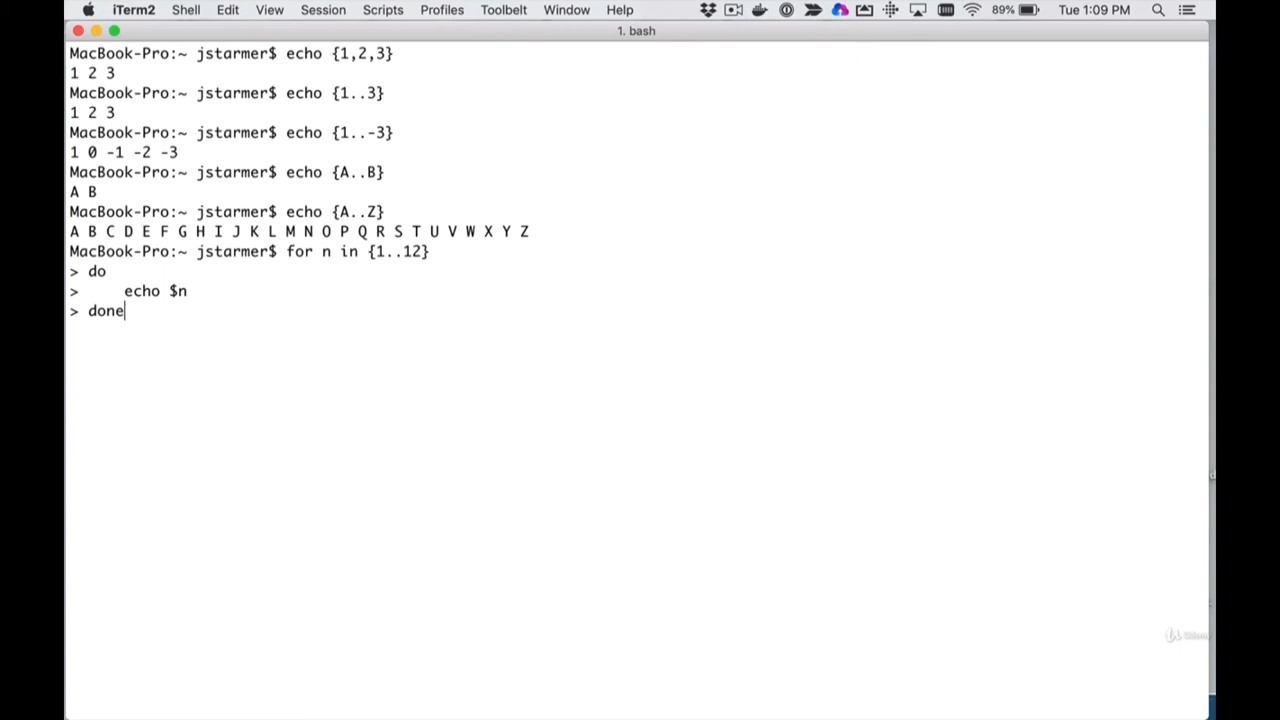 iTerm2 Shell Edit View Session Scripts Profiles Toolbelt Window Help 89% Tue 1:09 PM
1. bash
MacBook-Pro:~ jstarmer$ echo {1,2,3}
1 2 3
MacBook-Pro:~ jstarmer$ echo {1..3}
1 2 3
MacBook-Pro:~ jstarmer$ echo {1..-3}
1 0 -1 -2 -3
MacBook-Pro:~ jstarmer$ echo {A..B}
A B
MacBook-Pro:~ jstarmer$ echo {A..Z}
A B C D E F G H I J K L M N O P Q R S T U V W X Y Z
MacBook-Pro:~ jstarmer$ for n in {1..12}
> do
>     echo $n
> done
Udemy